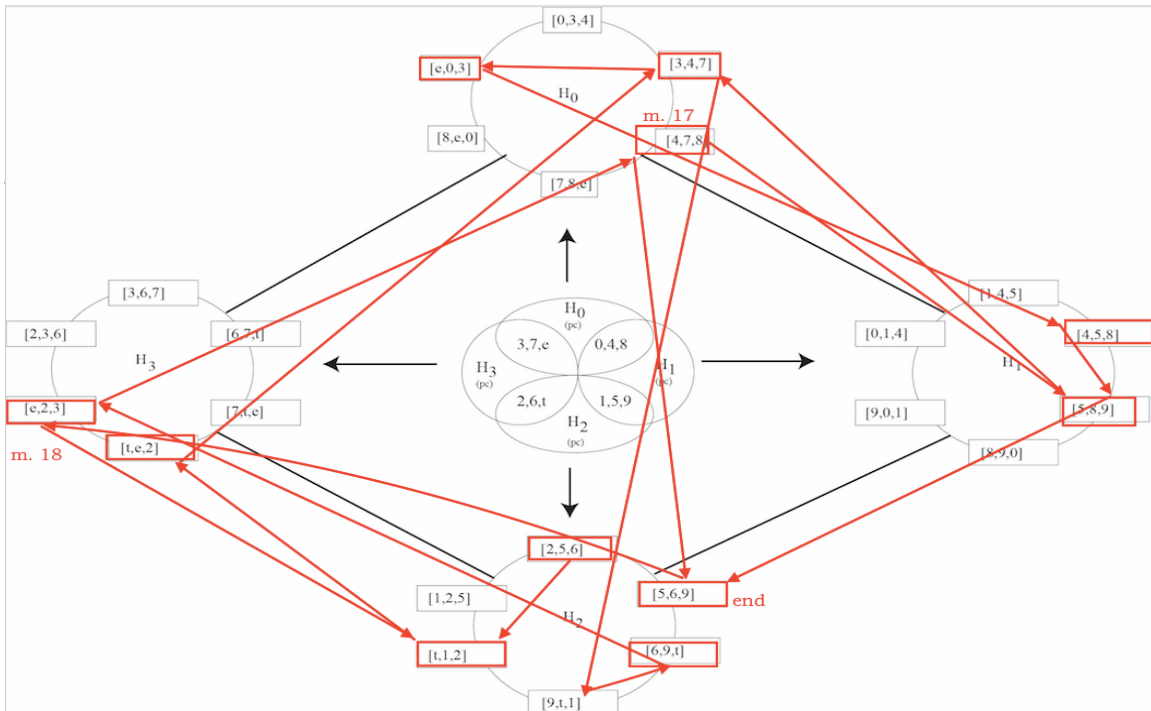 [0,3,4]
[e,0,3]
[3,4,7]
H0
m. 17
[8,e,0]
[4,7,8]
[7,8,e]
[3,6,7]
[1,4,5]
[2,3,6]
[6,7,t]
[0,1,4]
[4,5,8]
H0
(pc)
3,7,e
0,4,8
H3
H3
(pc)
H1
(pc)
H1
2,6,t
1,5,9
[e,2,3]
[7,t,e]
[9,0,1]
[5,8,9]
H2
(pc)
m. 18
[t,e,2]
[8,9,0]
[2,5,6]
[1,2,5]
[5,6,9]
end
H2
[t,1,2]
[6,9,t]
[9,t,1]